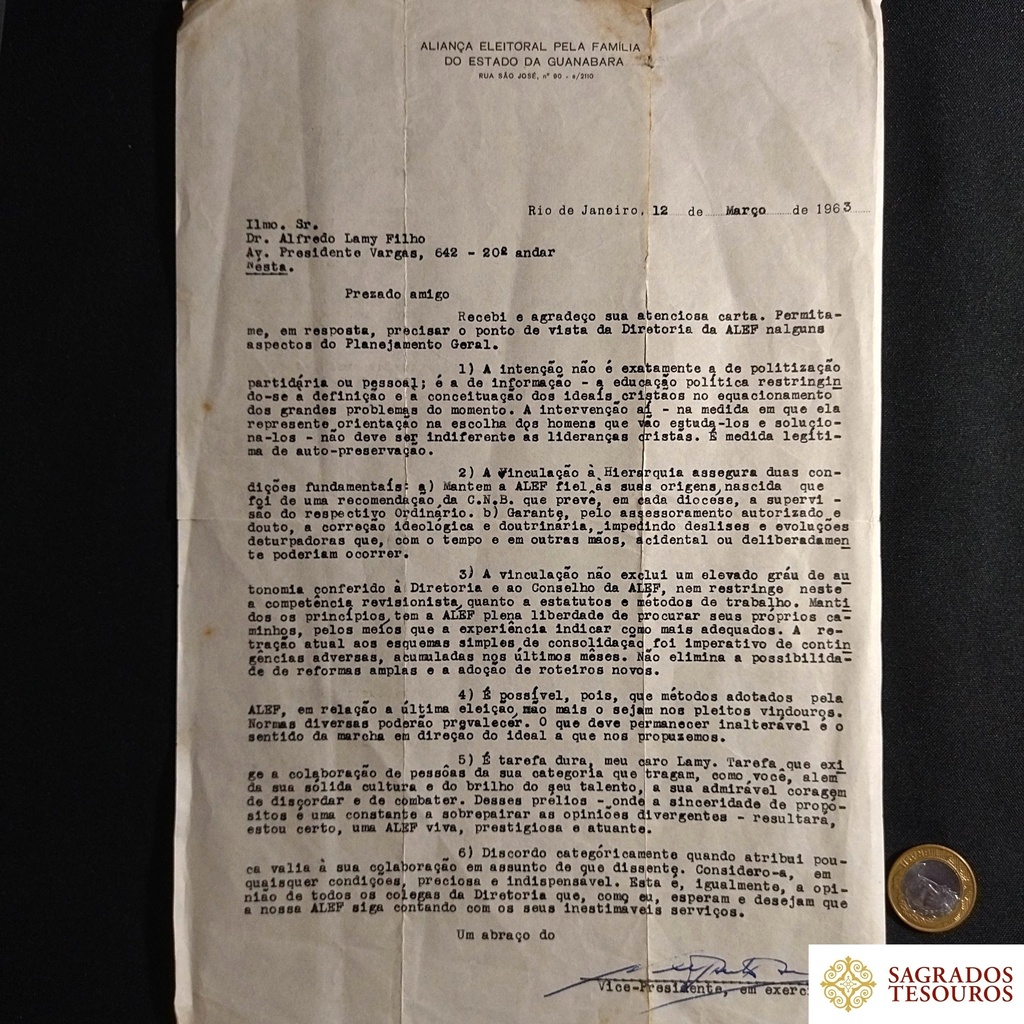 ALIANÇA ELEITORAL PELA FAMÍLIA
DO ESTADO DA GUANABARA
RUA SÃO JOSÉ, nº 90 - s/2110
Rio de Janeiro, 12 de Março de 1963
Ilmo. Sr.
Dr. Alfredo Lamy Filho
Av. Presidente Vargas, 642 - 20º andar
Nesta.
Prezado amigo
Recebi e agradeço sua atenciosa carta. Permita-
me, em resposta, precisar o ponto de vista da Diretoria da ALEF nalguns
aspectos do Planejamento Geral.
1) A intenção não é exatamente a de politização
partidária ou pessoal; é a de informação - a educação política restringin
do-se a definição e a conceituação dos ideais cristãos no equacionamento
dos grandes problemas do momento. A intervenção aí - na medida em que ela
represente orientação na escolha dos homens que vão estuda-los e solucio-
na-los - não deve ser indiferente as lideranças cristas. É medida legíti-
ma de auto-preservação.
2) A Vinculação à Hierarquia assegura duas con-
dições fundamentais: a) Mantem a ALEF fiel às suas origens, nascida que
foi de uma recomendação da C.N.B. que prevê, em cada diocese, a supervi-
são do respectivo Ordinário. b) Garante, pelo assessoramento autorizado e
douto, a correção ideológica e doutrinária, impedindo deslises e evoluções
deturpadoras que, com o tempo e em outras mãos, acidental ou deliberadamen
te poderiam ocorrer.
3) A vinculação não exclui um elevado gráu de au
tonomia conferido à Diretoria e ao Conselho da ALEF, nem restringe neste
a competência revisionista quanto a estatutos e métodos de trabalho. Manti
dos os princípios, tem a ALEF plena liberdade de procurar seus próprios ca-
minhos, pelos meios que a experiência indicar como mais adequados. A re-
tração atual aos esquemas simples de consolidação foi imperativo de contin
gências adversas, acumuladas nos últimos mêses. Não elimina a possibilida-
de de reformas amplas e a adoção de roteiros novos.
4) É possível, pois, que métodos adotados pela
ALEF, em relação a última eleição, não mais o sejam nos pleitos vindouros.
Normas diversas poderão prevalecer. O que deve permanecer inalterável é o
sentido da marcha em direção do ideal a que nos propuzemos.
5) É tarefa dura, meu caro Lamy. Tarefa que exi
ge a colaboração de pessôas da sua categoria que tragam, como você, alem
da sua sólida cultura e do brilho do seu talento, a sua admirável coragem
de discordar e de combater. Desses prélios - onde a sinceridade de propó-
sitos é uma constante a sobrepairar as opiniões divergentes - resultará,
estou certo, uma ALEF viva, prestigiosa e atuante.
6) Discordo categóricamente quando atribui pou-
ca valia à sua colaboração em assunto de que dissente. Considero-a, em
quaisquer condições, preciosa e indispensável. Esta é, igualmente, a opi-
nião de todos os colegas da Diretoria que, como eu, esperam e desejam que
a nossa ALEF siga contando com os seus inestimáveis serviços.
Um abraço do
Vice-Presidente, em exerc
SAGRADOS
TESOUROS